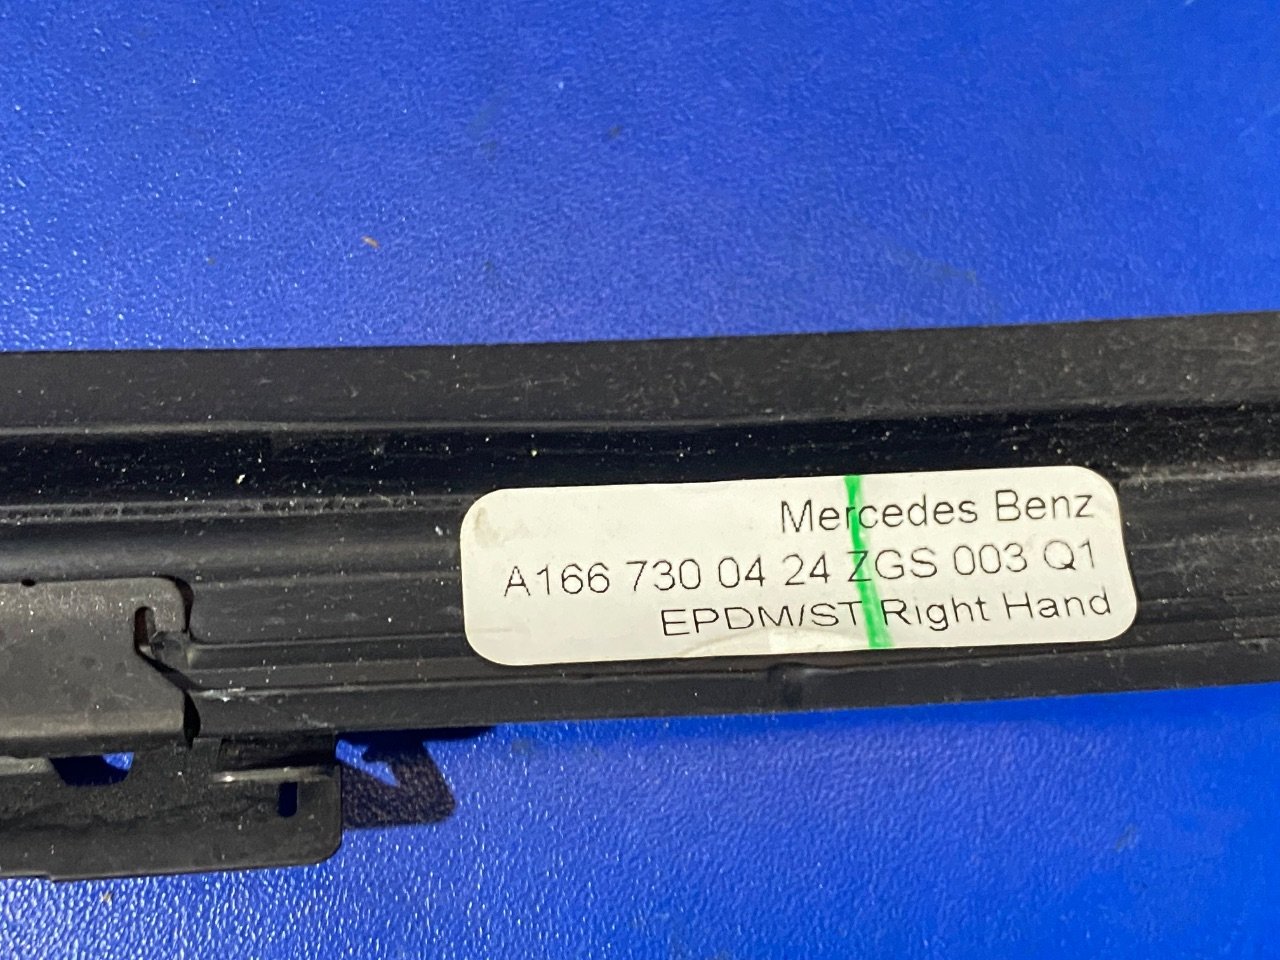 Mercedes Benz
A166 730 04 24 ZGS 003 Q1
EPDM/ST Right Hand